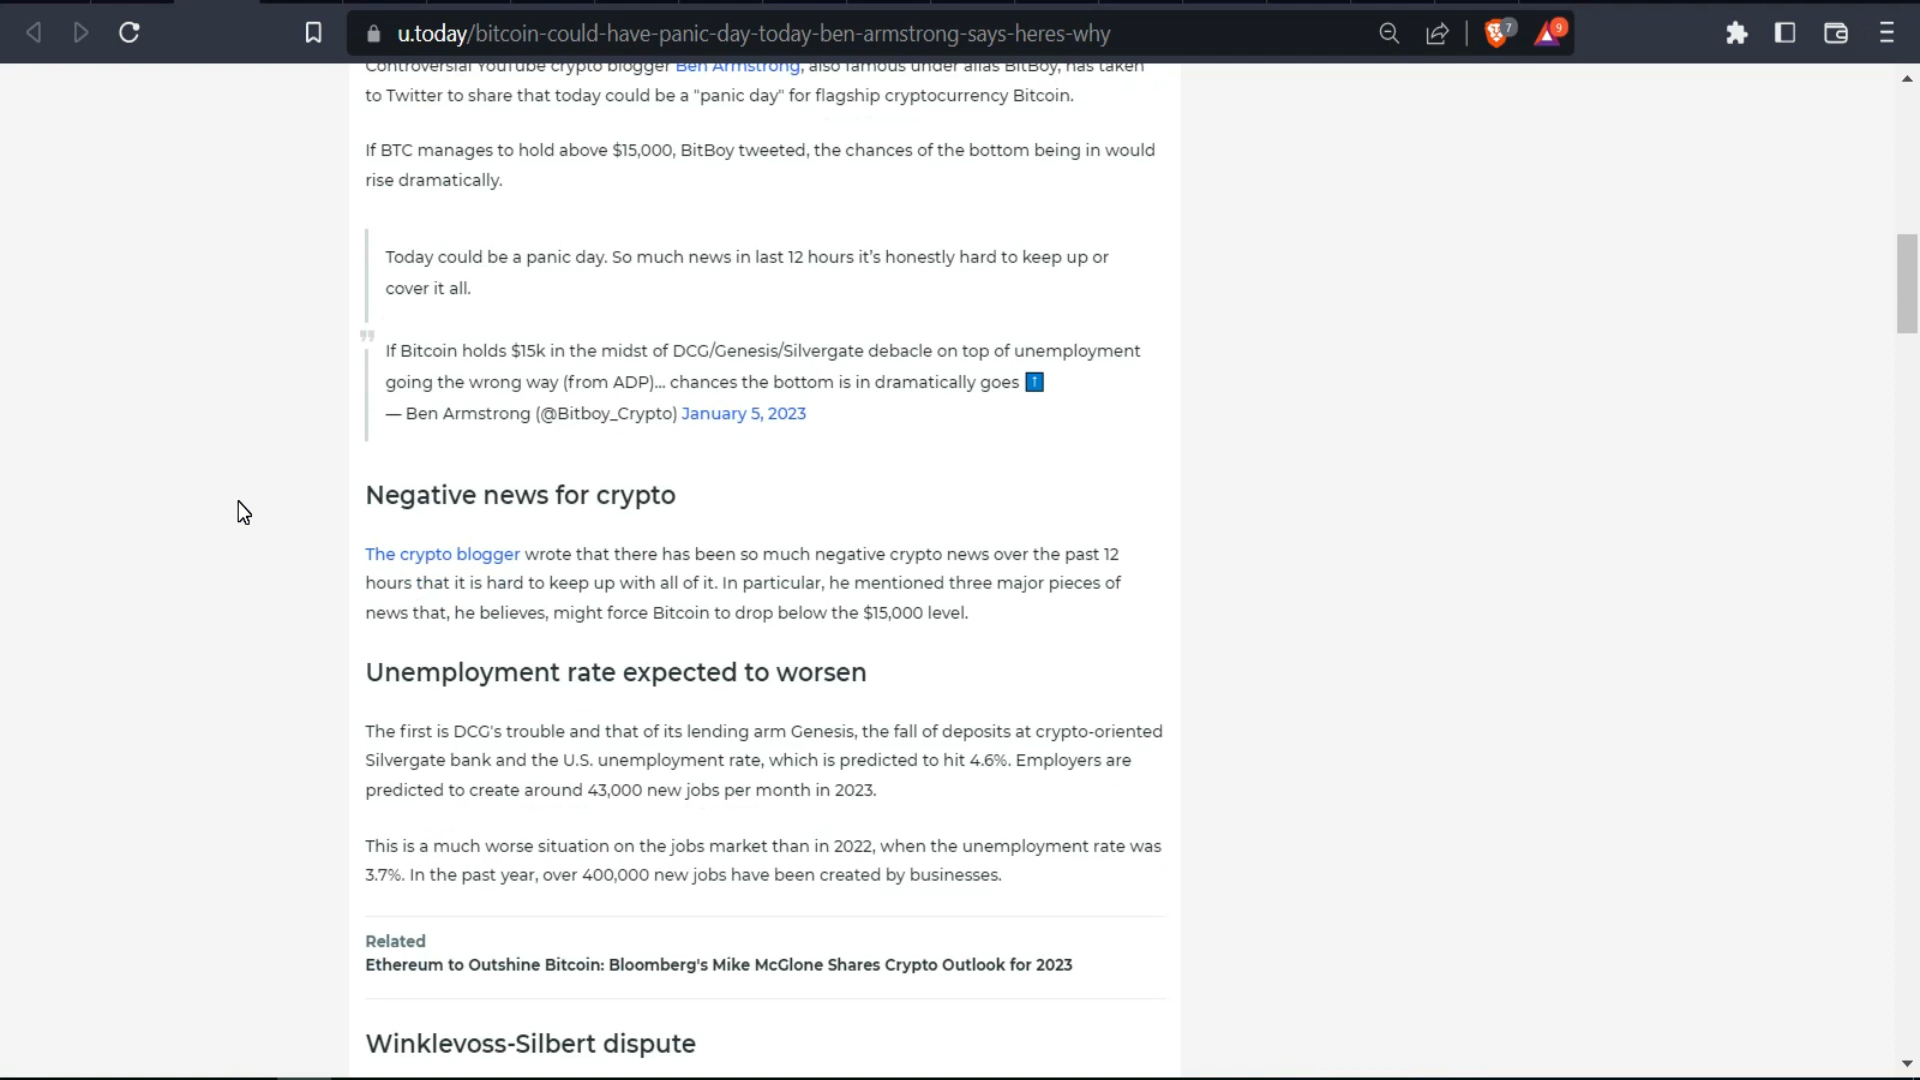 u.today/bitcoin-could-have-panic-day-today-ben-armstrong-says-heres-why
7
9
Controversial YouTube crypto blogger Ben Armstrong, also famous under alias BitBoy, has taken
to Twitter to share that today could be a "panic day" for flagship cryptocurrency Bitcoin.
If BTC manages to hold above $15,000, BitBoy tweeted, the chances of the bottom being in would
rise dramatically.
Today could be a panic day. So much news in last 12 hours it’s honestly hard to keep up or
cover it all.
If Bitcoin holds $15k in the midst of DCG/Genesis/Silvergate debacle on top of unemployment
going the wrong way (from ADP)… chances the bottom is in dramatically goes ⬆️
— Ben Armstrong (@Bitboy_Crypto) January 5, 2023
Negative news for crypto
The crypto blogger wrote that there has been so much negative crypto news over the past 12
hours that it is hard to keep up with all of it. In particular, he mentioned three major pieces of
news that, he believes, might force Bitcoin to drop below the $15,000 level.
Unemployment rate expected to worsen
The first is DCG's trouble and that of its lending arm Genesis, the fall of deposits at crypto-oriented
Silvergate bank and the U.S. unemployment rate, which is predicted to hit 4.6%. Employers are
predicted to create around 43,000 new jobs per month in 2023.
This is a much worse situation on the jobs market than in 2022, when the unemployment rate was
3.7%. In the past year, over 400,000 new jobs have been created by businesses.
Related
Ethereum to Outshine Bitcoin: Bloomberg's Mike McGlone Shares Crypto Outlook for 2023
Winklevoss-Silbert dispute